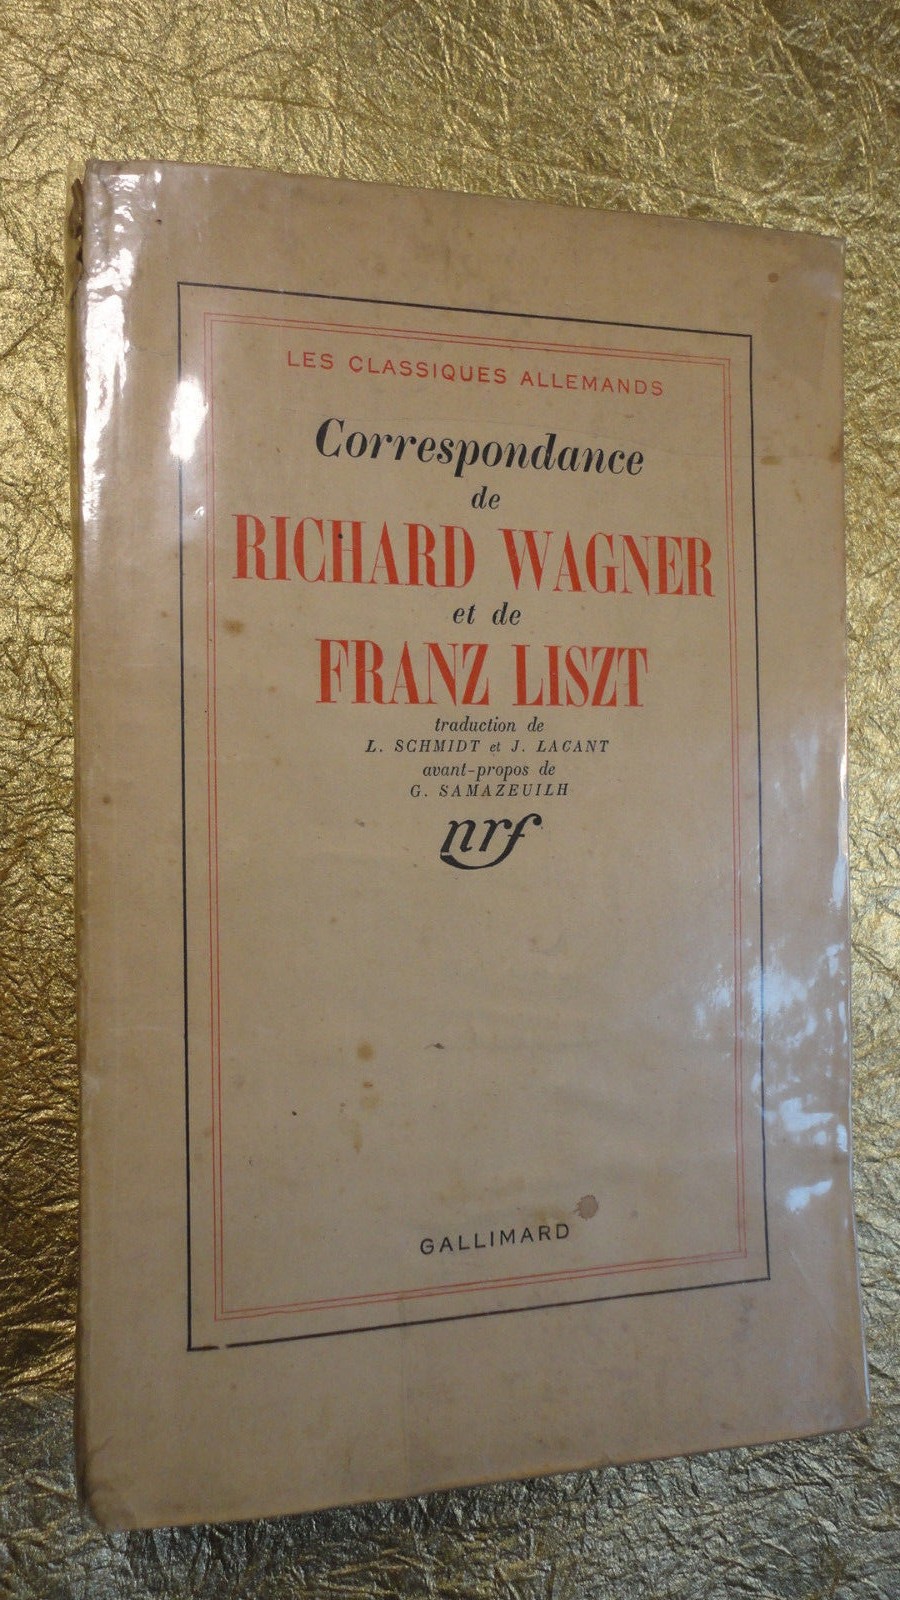 LES CLASSIQUES ALLEMANDS
Correspondance
de
RICHARD WAGNER
et de
FRANZ LISZT
traduction de
L. SCHMIDT et J. LACANT
avant-propos de
G. SAMAZEUILH
nrf
GALLIMARD